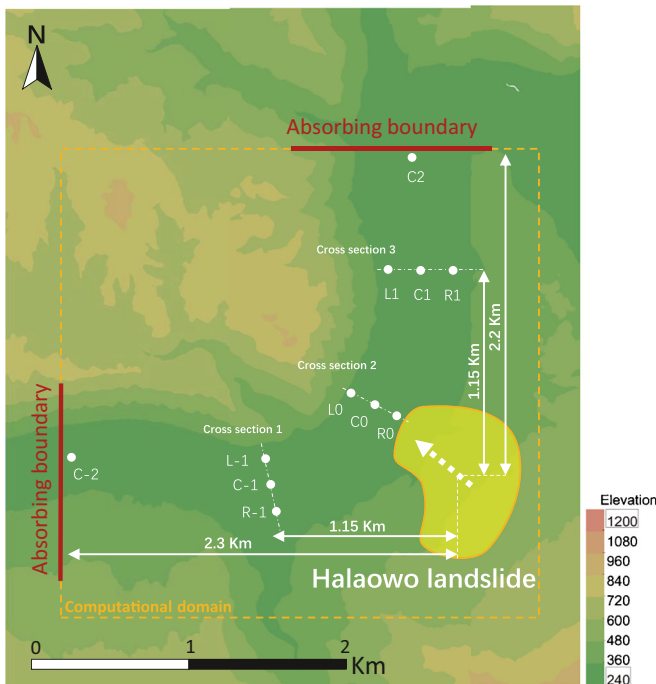 N
Absorbing boundary
C2
Cross section 3
L1
C1
R1
2.2 Km
1.15 Km
Cross section 2
L0
C0
R0
Absorbing boundary
Cross section 1
C-2
L-1
C-1
R-1
1.15 Km
2.3 Km
Halaowo landslide
Computational domain
0
1
2
Km
Elevation
1200
1080
960
840
720
600
480
360
240